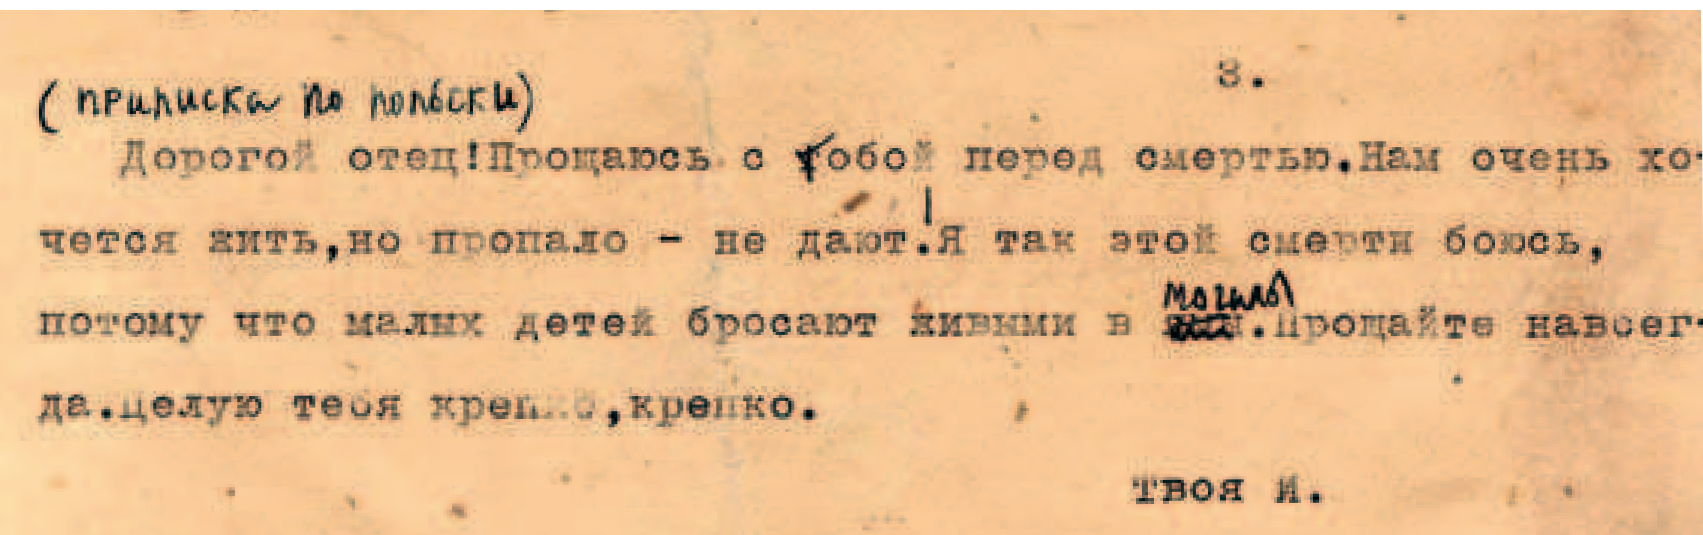 з.
(приписка по польски)
Дорогой отец!Прощаюсь с тобой перед смертью.Нам очень хо-
чется жить,но пропало - не дают!Я так этой смерти боюсь,
потому что малых детей бросают живыми в могилы.Прощайте навсег-
да.Целую тебя крепко,крепко.
Твоя И.